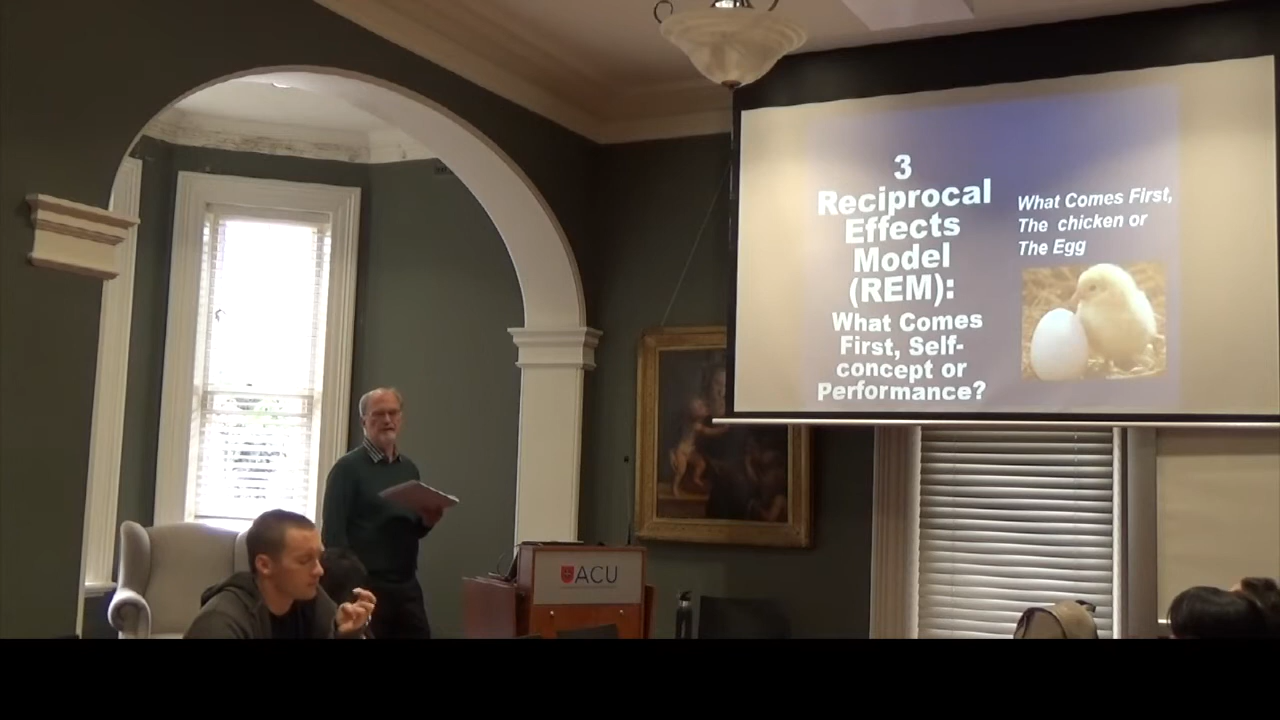 3
Reciprocal
Effects
Model
(REM):
What Comes
First, Self-
concept or
Performance?
What Comes First,
The chicken or
The Egg
ACU